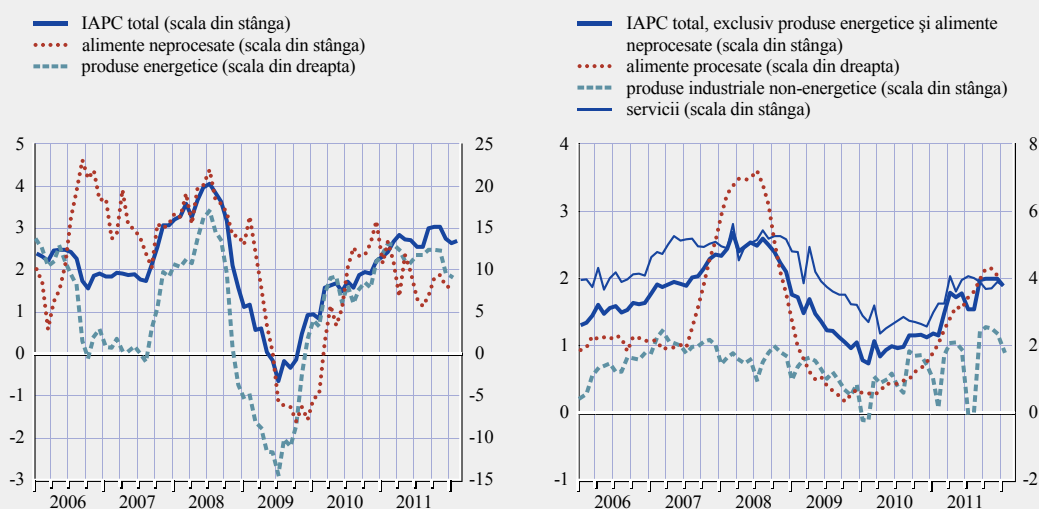 IAPC total (scala din stânga)
alimente neprocesate (scala din stânga)
produse energetice (scala din dreapta)
IAPC total, exclusiv produse energetice şi alimente
neprocesate (scala din stânga)
alimente procesate (scala din dreapta)
produse industriale non-energetice (scala din stânga)
servicii (scala din stânga)
5 25
4 20
3 15
2 10
1 5
0 0
-1 -5
-2 -10
-3 -15
2006 2007 2008 2009 2010 2011
4 8
3 6
2 4
1 2
0 0
-1 -2
2006 2007 2008 2009 2010 2011